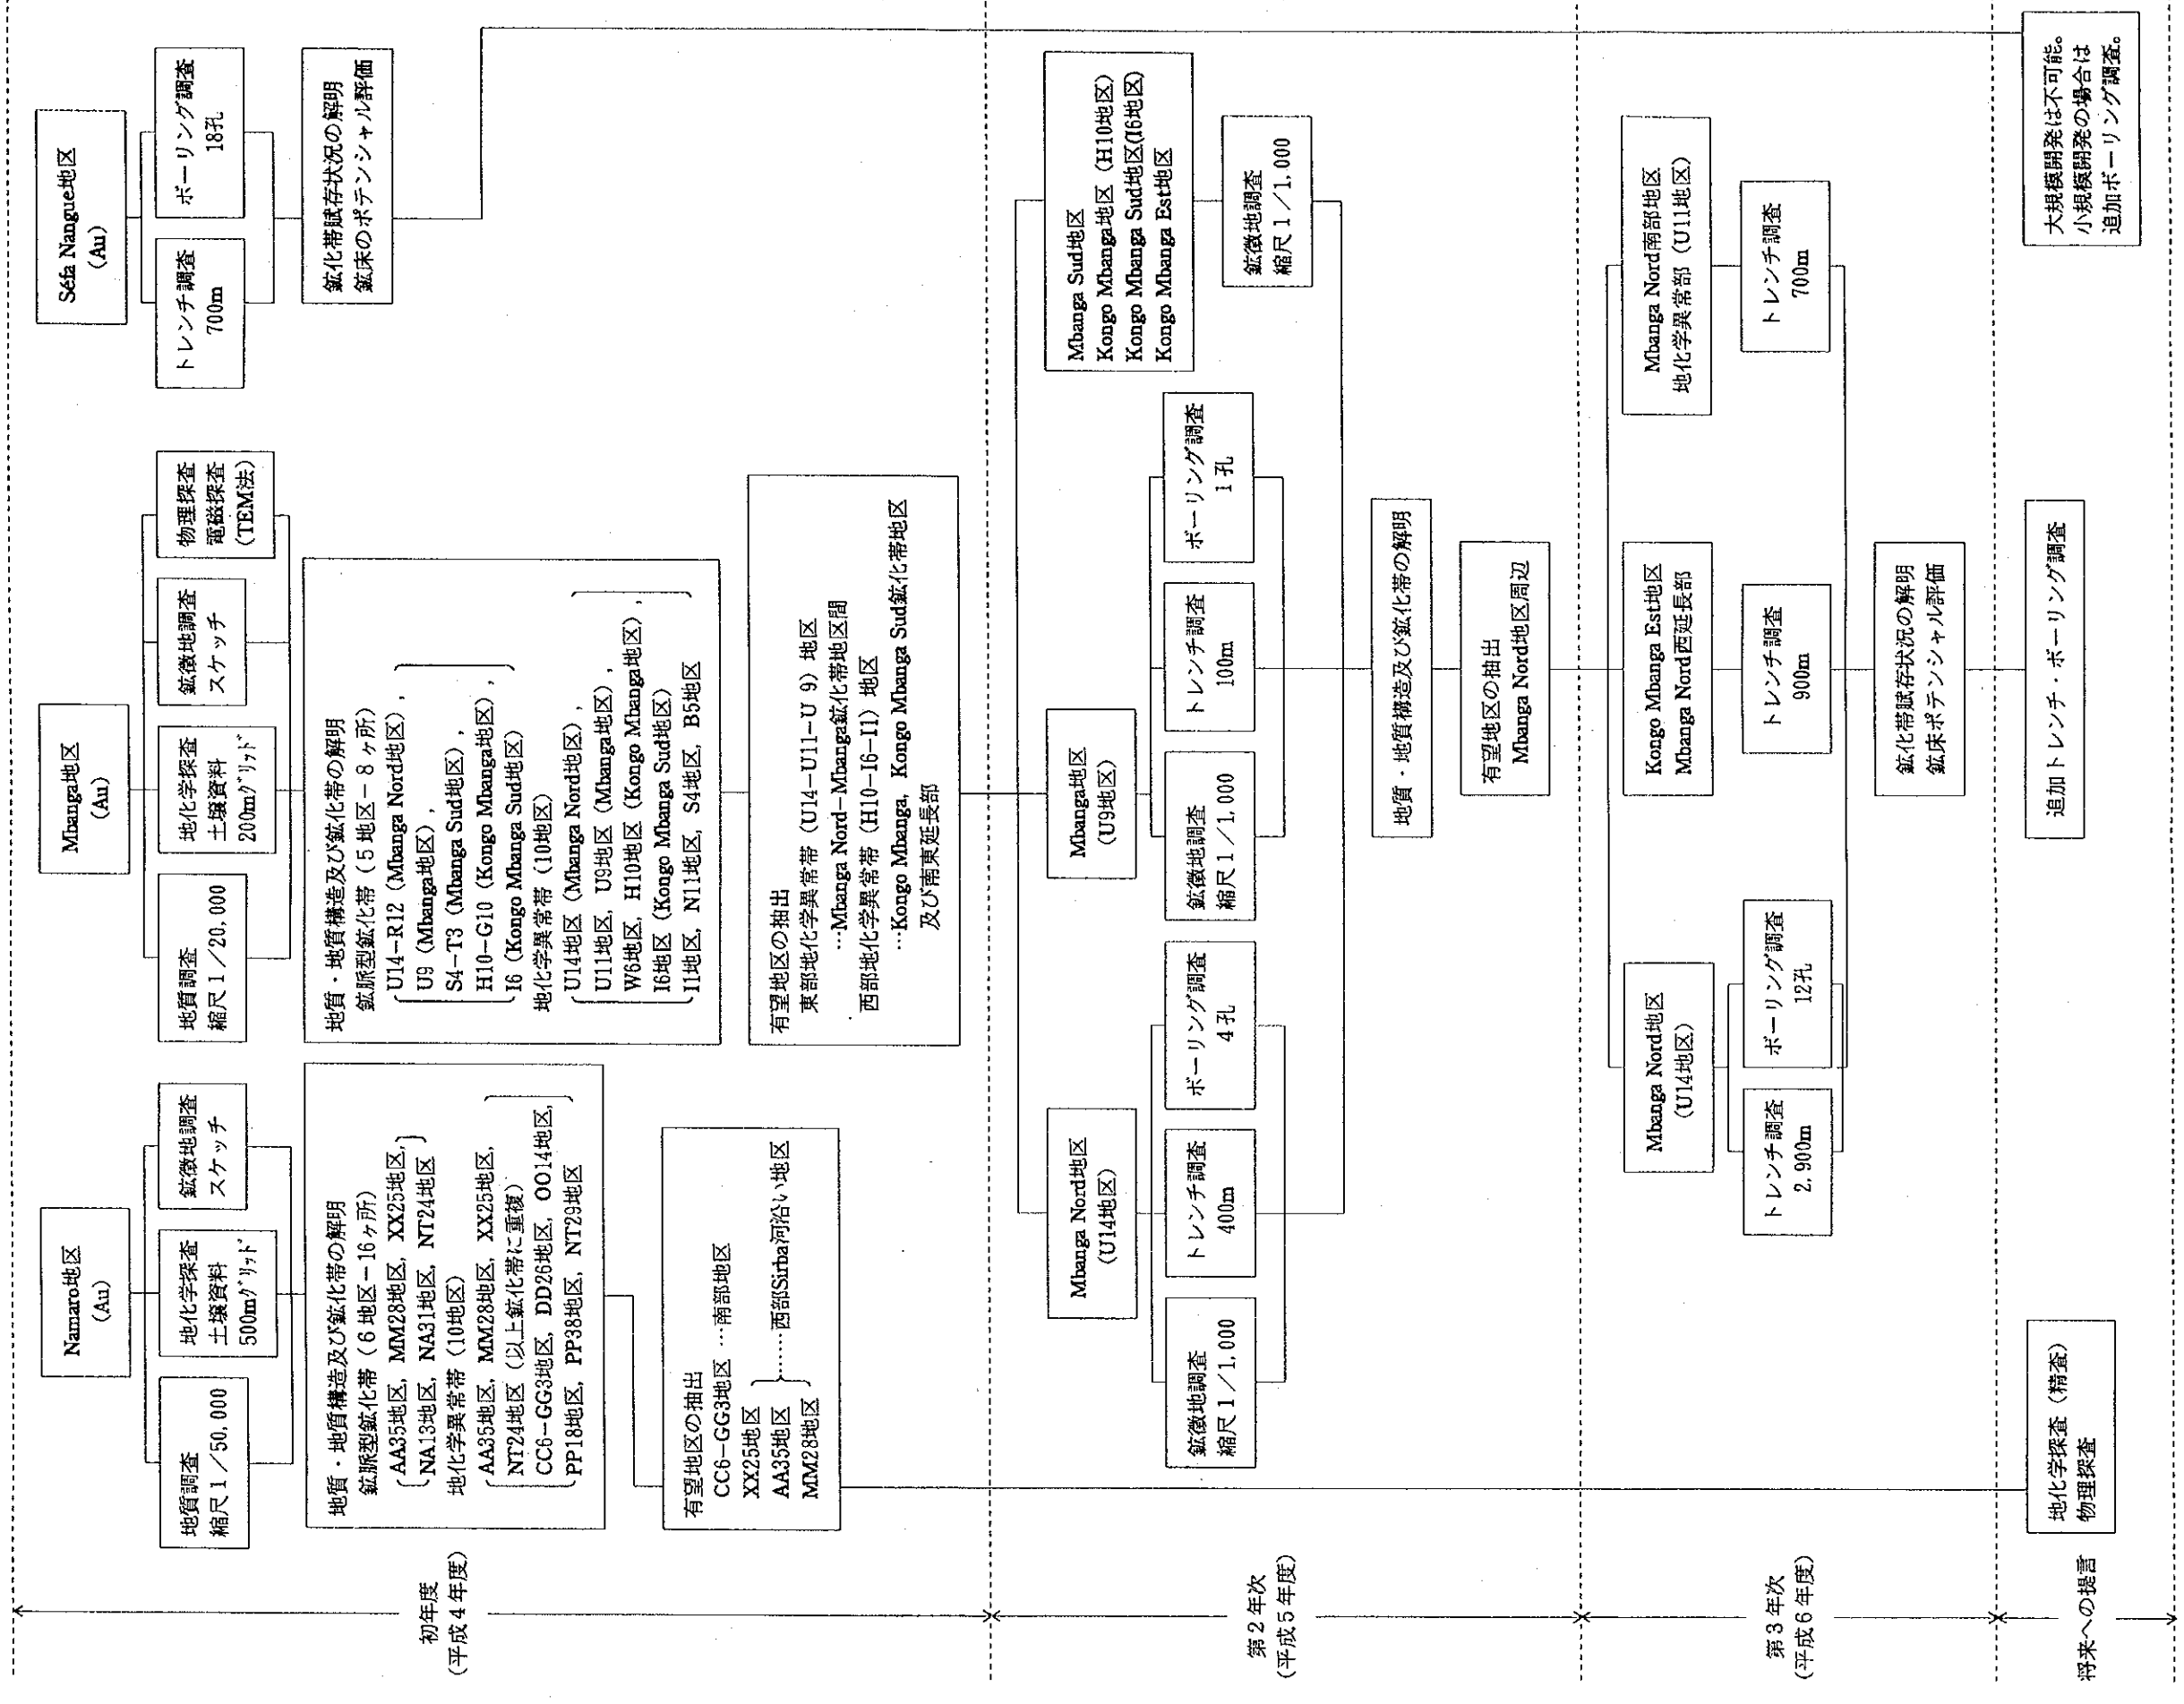 初年度
(平成4年度)
Namaro地区
(Au)
地質調査
縮尺1/50,000
地化学探査
土壌資料
500mグリッド
鉱徴地調査
スケッチ
地質・地質構造及び鉱化帯の解明
鉱脈型鉱化帯(6地区-16ヶ所)
AA35地区, MM28地区, XX25地区,
NA13地区, NA31地区, NT24地区
地化学異常帯(10地区)
AA35地区, MM28地区, XX25地区,
NT24地区(以上鉱化帯に重複)
CC6-GG3地区, DD26地区, OO14地区,
PP18地区, PP38地区, NT29地区
有望地区の抽出
CC6-GG3地区 …南部地区
XX25地区
AA35地区 ……西部Sirba河沿い地区
MM28地区
Mbanga地区
(Au)
地質調査
縮尺1/20,000
地化学探査
土壌資料
200mグリッド
鉱徴地調査
スケッチ
物理探査
電磁探査
(TEM法)
地質・地質構造及び鉱化帯の解明
鉱脈型鉱化帯(5地区-8ヶ所)
U14-R12(Mbanga Nord地区),
U9(Mbanga地区),
S4-T3(Mbanga Sud地区),
H10-G10(Kongo Mbanga地区),
I6(Kongo Mbanga Sud地区)
地化学異常帯(10地区)
U14地区(Mbanga Nord地区),
U11地区, U9地区(Mbanga地区),
W6地区, H10地区(Kongo Mbanga地区),
I6地区(Kongo Mbanga Sud地区)
I1地区, N11地区, S4地区, B5地区
有望地区の抽出
東部地化学異常帯(U14-U11-U9)地区
…Mbanga Nord-Mbanga鉱化帯地区間
西部地化学異常帯(H10-I6-I1)地区
…Kongo Mbanga, Kongo Mbanga Sud鉱化帯地区
及び南東延長部
Séfa Nangue地区
(Au)
トレンチ調査
700m
ボーリング調査
18孔
鉱化帯賦存状況の解明
鉱床のポテンシャル評価
第2年次
(平成5年度)
Mbanga Nord地区
(U14地区)
鉱徴地調査
縮尺1/1,000
トレンチ調査
400m
ボーリング調査
4孔
Mbanga地区
(U9地区)
鉱徴地調査
縮尺1/1,000
トレンチ調査
100m
ボーリング調査
1孔
Mbanga Sud地区
Kongo Mbanga地区(H10地区)
Kongo Mbanga Sud地区(I6地区)
Kongo Mbanga Est地区
鉱徴地調査
縮尺1/1,000
地質・地質構造及び鉱化帯の解明
有望地区の抽出
Mbanga Nord地区周辺
第3年次
(平成6年度)
Mbanga Nord地区
(U14地区)
トレンチ調査
2,900m
ボーリング調査
12孔
Kongo Mbanga Est地区
Mbanga Nord西延長部
トレンチ調査
900m
Mbanga Nord南部地区
地化学異常部(U11地区)
トレンチ調査
700m
鉱化帯賦存状況の解明
鉱床ポテンシャル評価
将来への提言
地化学探査(精査)
物理探査
追加トレンチ・ボーリング調査
大規模開発は不可能。
小規模開発の場合は
追加ボーリング調査。